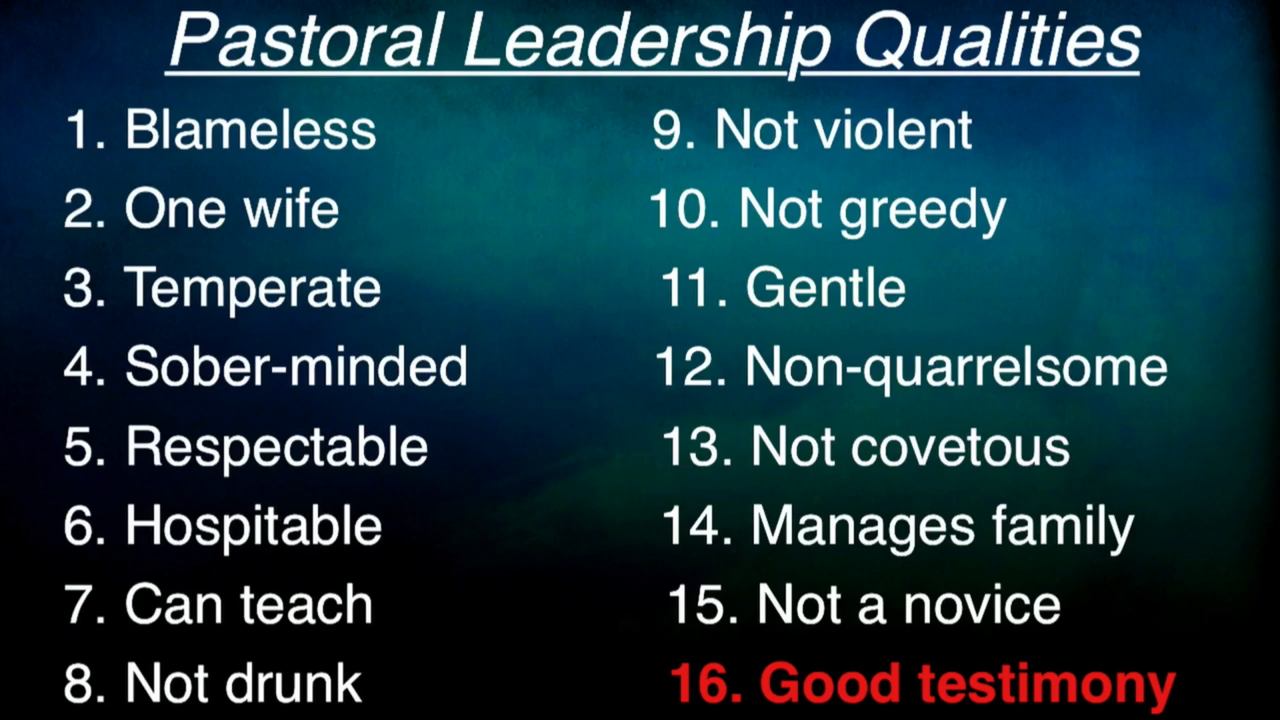 Pastoral Leadership Qualities
1. Blameless
2. One wife
3. Temperate
4. Sober-minded
5. Respectable
6. Hospitable
7. Can teach
8. Not drunk
9. Not violent
10. Not greedy
11. Gentle
12. Non-quarrelsome
13. Not covetous
14. Manages family
15. Not a novice
16. Good testimony